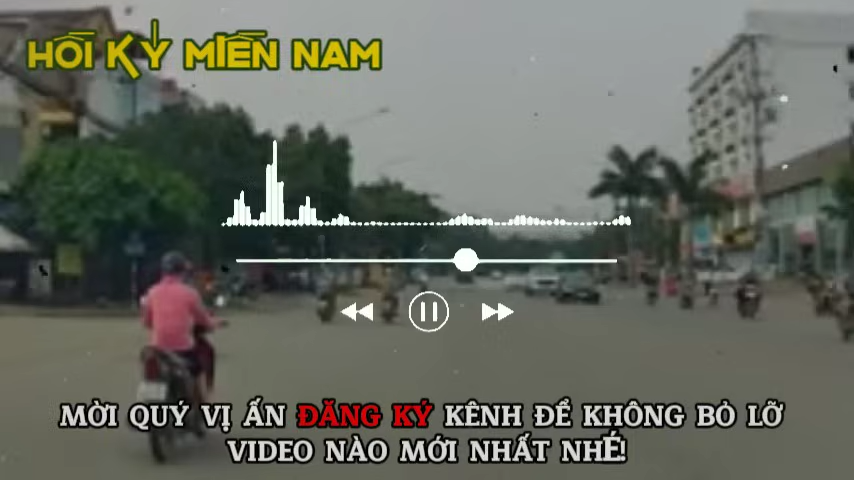 HỒI KÝ MIỀN NAM
MỜI QUÝ VỊ ẤN ĐĂNG KÝ KÊNH ĐỂ KHÔNG BỎ LỠ
VIDEO NÀO MỚI NHẤT NHÉ!